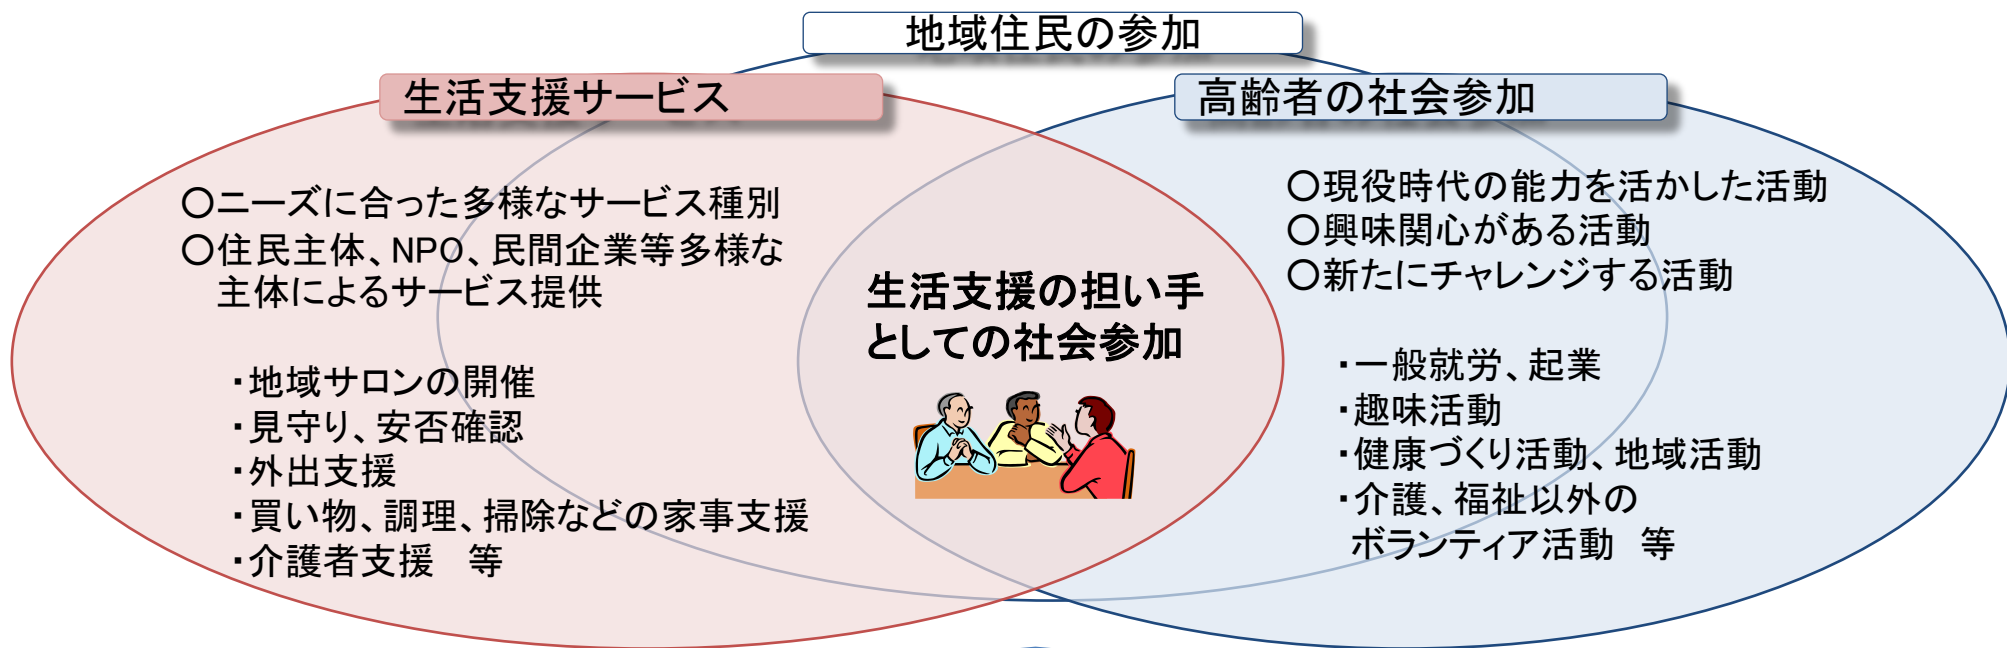 地域住民の参加
生活支援サービス
〇ニーズに合った多様なサービス種別
〇住民主体、NPO、民間企業等多様な
主体によるサービス提供
・地域サロンの開催
・見守り、安否確認
・外出支援
・買い物、調理、掃除などの家事支援
・介護者支援　等
生活支援の担い手
としての社会参加
高齢者の社会参加
〇現役時代の能力を活かした活動
〇興味関心がある活動
〇新たにチャレンジする活動
・一般就労、起業
・趣味活動
・健康づくり活動、地域活動
・介護、福祉以外の
ボランティア活動　等